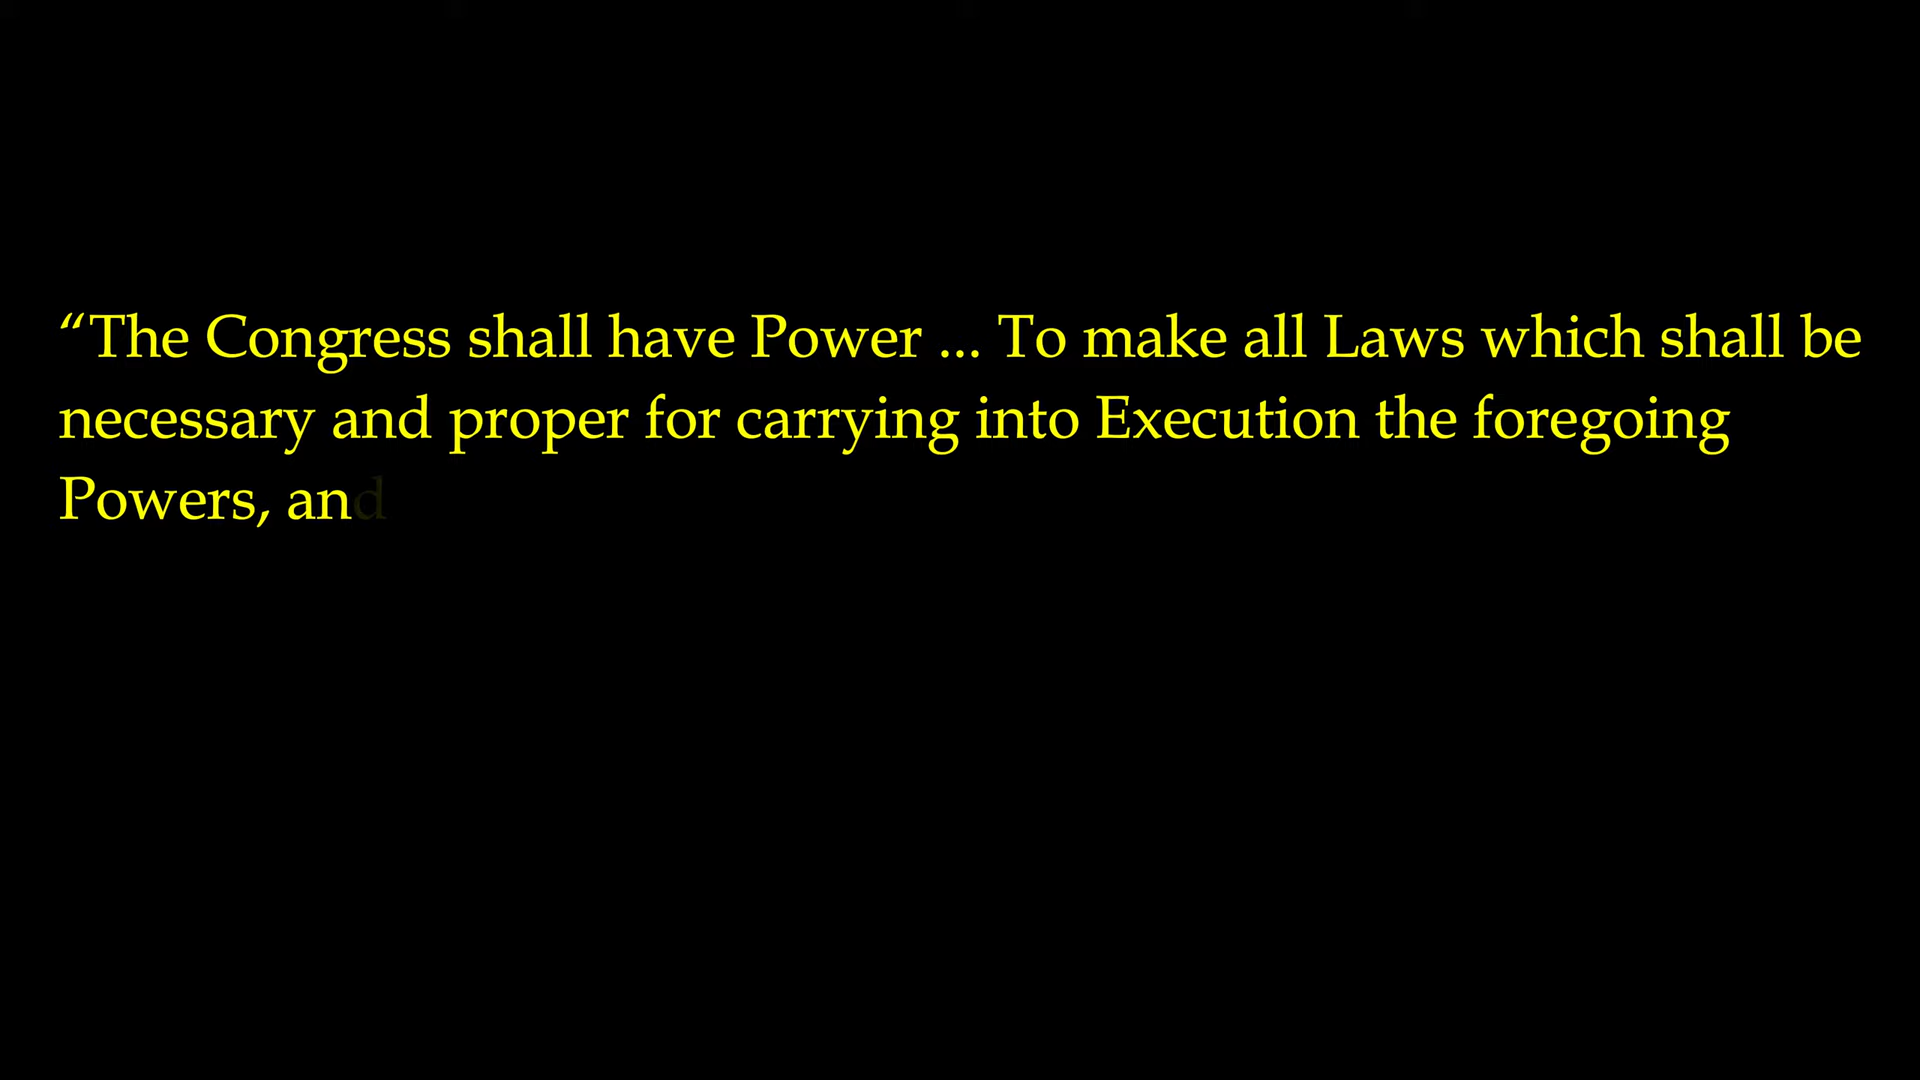 “The Congress shall have Power ... To make all Laws which shall be
necessary and proper for carrying into Execution the foregoing
Powers, and